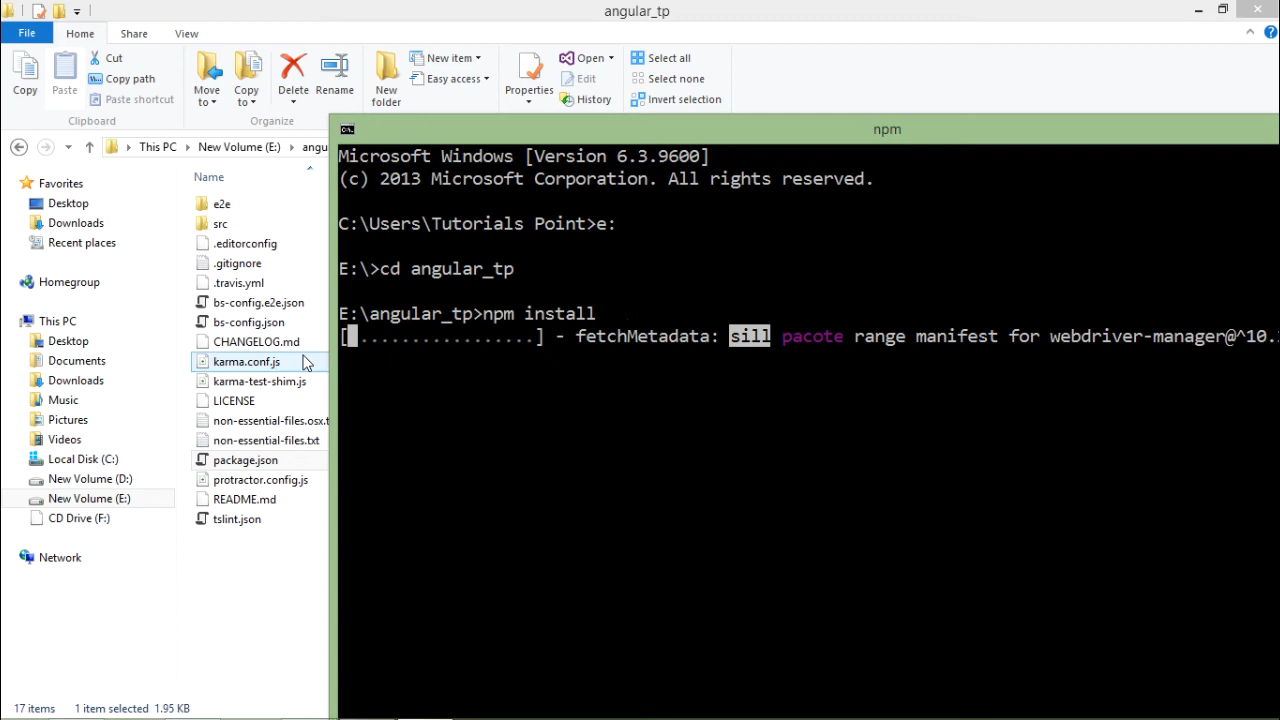 angular_tp
File
Home
Share
View
Copy
Paste
Cut
Copy path
Paste shortcut
Clipboard
Move to
Copy to
Delete
Rename
Organize
New folder
New item
Easy access
Properties
Open
Edit
History
Select all
Select none
Invert selection
This PC
New Volume (E:)
angu
Favorites
Desktop
Downloads
Recent places
Homegroup
This PC
Desktop
Documents
Downloads
Music
Pictures
Videos
Local Disk (C:)
New Volume (D:)
New Volume (E:)
CD Drive (F:)
Network
Name
e2e
src
.editorconfig
.gitignore
.travis.yml
bs-config.e2e.json
bs-config.json
CHANGELOG.md
karma.conf.js
karma-test-shim.js
LICENSE
non-essential-files.osx.t
non-essential-files.txt
package.json
protractor.config.js
README.md
tslint.json
17 items
1 item selected 1.95 KB
npm
Microsoft Windows [Version 6.3.9600]
(c) 2013 Microsoft Corporation. All rights reserved.
C:\Users\Tutorials Point>e:
E:\>cd angular_tp
E:\angular_tp>npm install
[ .................] - fetchMetadata: sill pacote range manifest for webdriver-manager@^10.